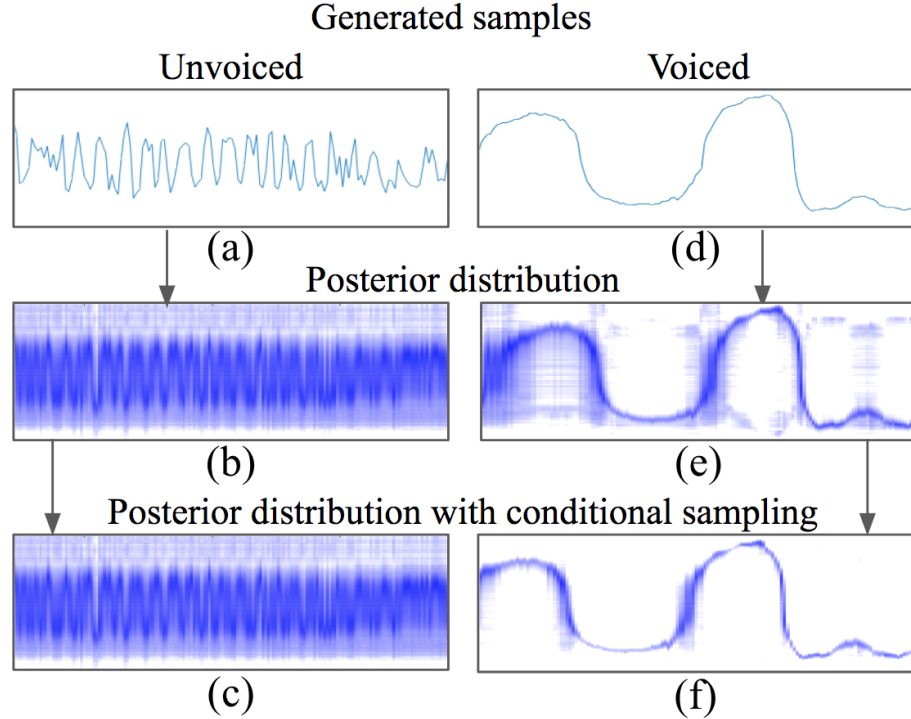 Generated samples
Unvoiced Voiced
(a) (d)
Posterior distribution
(b) (e)
Posterior distribution with conditional sampling
(c) (f)